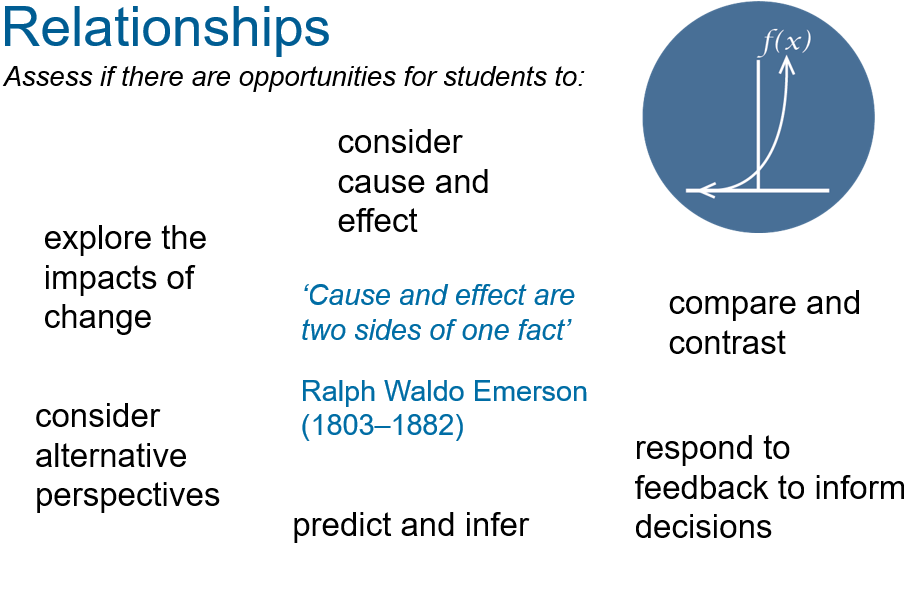 Relationships
Assess if there are opportunities for students to:
f(x)
consider
cause and
effect
explore the
impacts of
change
‘Cause and effect are
two sides of one fact’
compare and
contrast
Ralph Waldo Emerson
(1803–1882)
consider
alternative
perspectives
respond to
feedback to inform
decisions
predict and infer